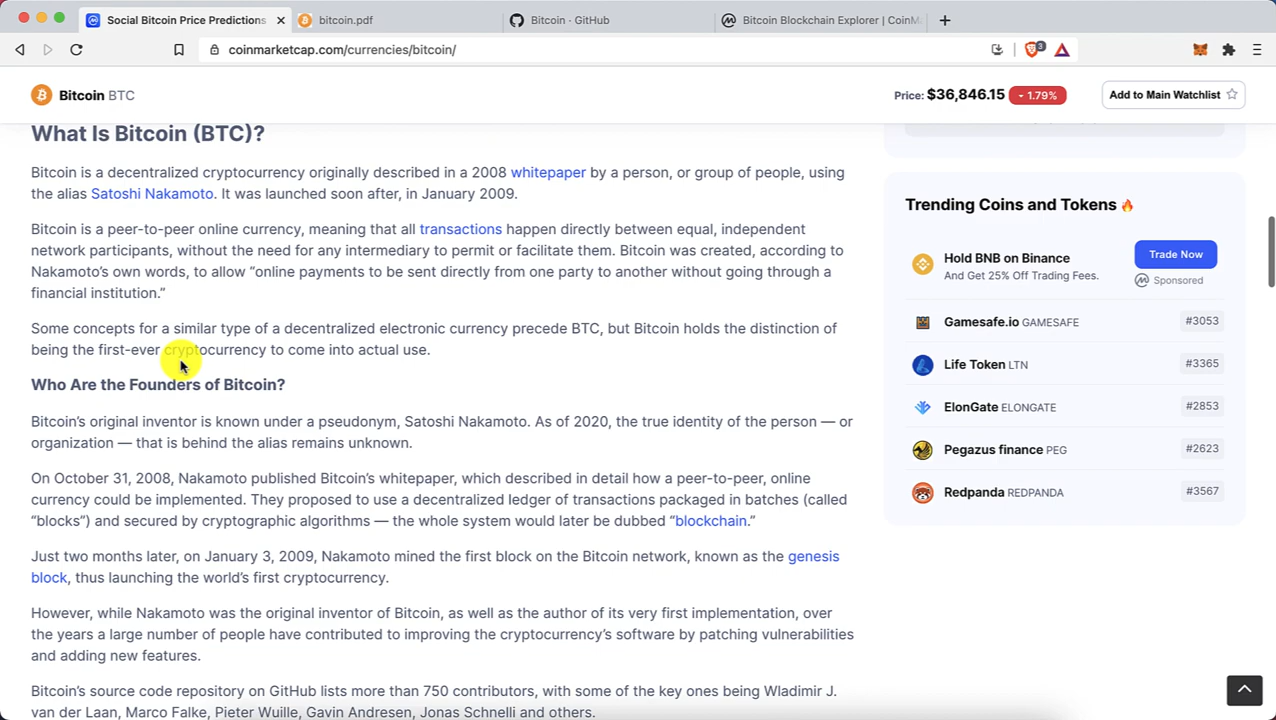 Social Bitcoin Price Predictions
bitcoin.pdf
Bitcoin · GitHub
Bitcoin Blockchain Explorer | CoinM
coinmarketcap.com/currencies/bitcoin/
3
Bitcoin BTC
Price: $36,846.15 1.79%
Add to Main Watchlist
What Is Bitcoin (BTC)?
Bitcoin is a decentralized cryptocurrency originally described in a 2008 whitepaper by a person, or group of people, using
the alias Satoshi Nakamoto. It was launched soon after, in January 2009.
Bitcoin is a peer-to-peer online currency, meaning that all transactions happen directly between equal, independent
network participants, without the need for any intermediary to permit or facilitate them. Bitcoin was created, according to
Nakamoto’s own words, to allow “online payments to be sent directly from one party to another without going through a
financial institution.”
Some concepts for a similar type of a decentralized electronic currency precede BTC, but Bitcoin holds the distinction of
being the first-ever cryptocurrency to come into actual use.
Who Are the Founders of Bitcoin?
Bitcoin’s original inventor is known under a pseudonym, Satoshi Nakamoto. As of 2020, the true identity of the person — or
organization — that is behind the alias remains unknown.
On October 31, 2008, Nakamoto published Bitcoin’s whitepaper, which described in detail how a peer-to-peer, online
currency could be implemented. They proposed to use a decentralized ledger of transactions packaged in batches (called
“blocks”) and secured by cryptographic algorithms — the whole system would later be dubbed “blockchain.”
Just two months later, on January 3, 2009, Nakamoto mined the first block on the Bitcoin network, known as the genesis
block, thus launching the world’s first cryptocurrency.
However, while Nakamoto was the original inventor of Bitcoin, as well as the author of its very first implementation, over
the years a large number of people have contributed to improving the cryptocurrency’s software by patching vulnerabilities
and adding new features.
Bitcoin’s source code repository on GitHub lists more than 750 contributors, with some of the key ones being Wladimir J.
van der Laan, Marco Falke, Pieter Wuille, Gavin Andresen, Jonas Schnelli and others.
Trending Coins and Tokens
Hold BNB on Binance
And Get 25% Off Trading Fees.
Trade Now
Sponsored
Gamesafe.io GAMESAFE #3053
Life Token LTN #3365
ElonGate ELONGATE #2853
Pegazus finance PEG #2623
Redpanda REDPANDA #3567